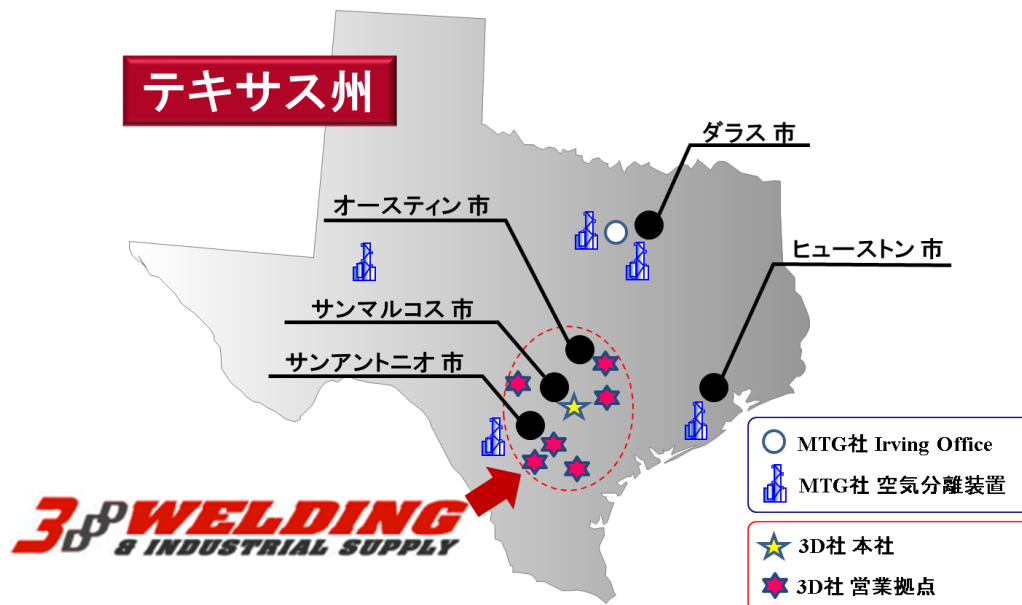 テキサス州
ダラス 市
オースティン 市
ヒューストン 市
サンマルコス 市
サンアントニオ 市
3DDD WELDING
& INDUSTRIAL SUPPLY
MTG社 Irving Office
MTG社 空気分離装置
3D社 本社
3D社 営業拠点